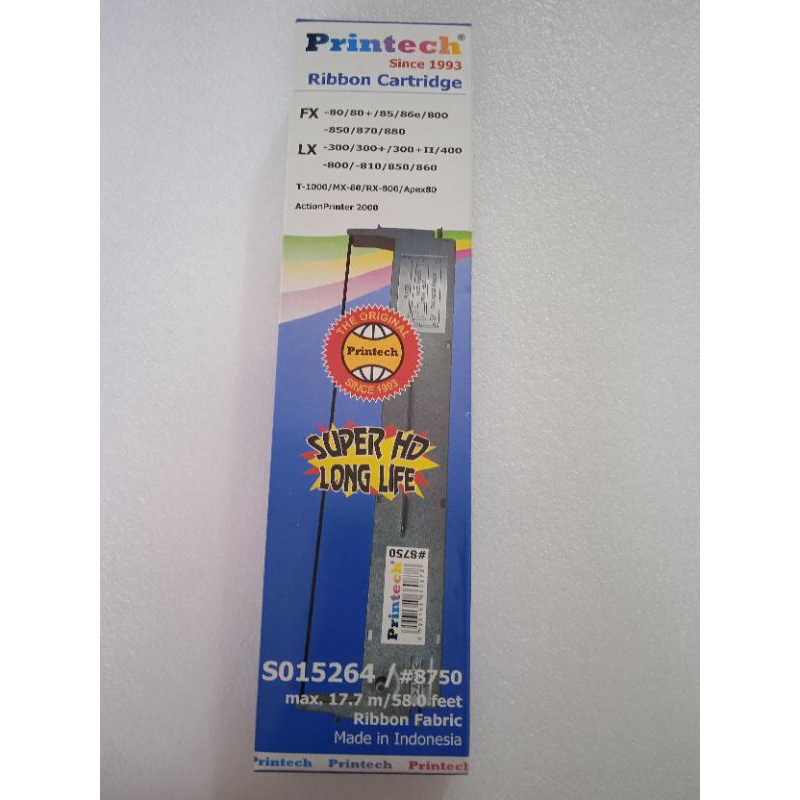 Printech®
Since 1993
Ribbon Cartridge
FX -80/80+/85/86e/800
-850/870/880
LX -300/300+/300+II/400
-800/-810/850/860
T-1000/MX-80/RX-800/Apex80
ActionPrinter 2000
THE ORIGINAL
Printech
SINCE 1993
SUPER HD
LONG LIFE
#8750
Printech
S015264 / #8750
max. 17.7 m/58.0 feet
Ribbon Fabric
Made in Indonesia
Printech Printech Printech